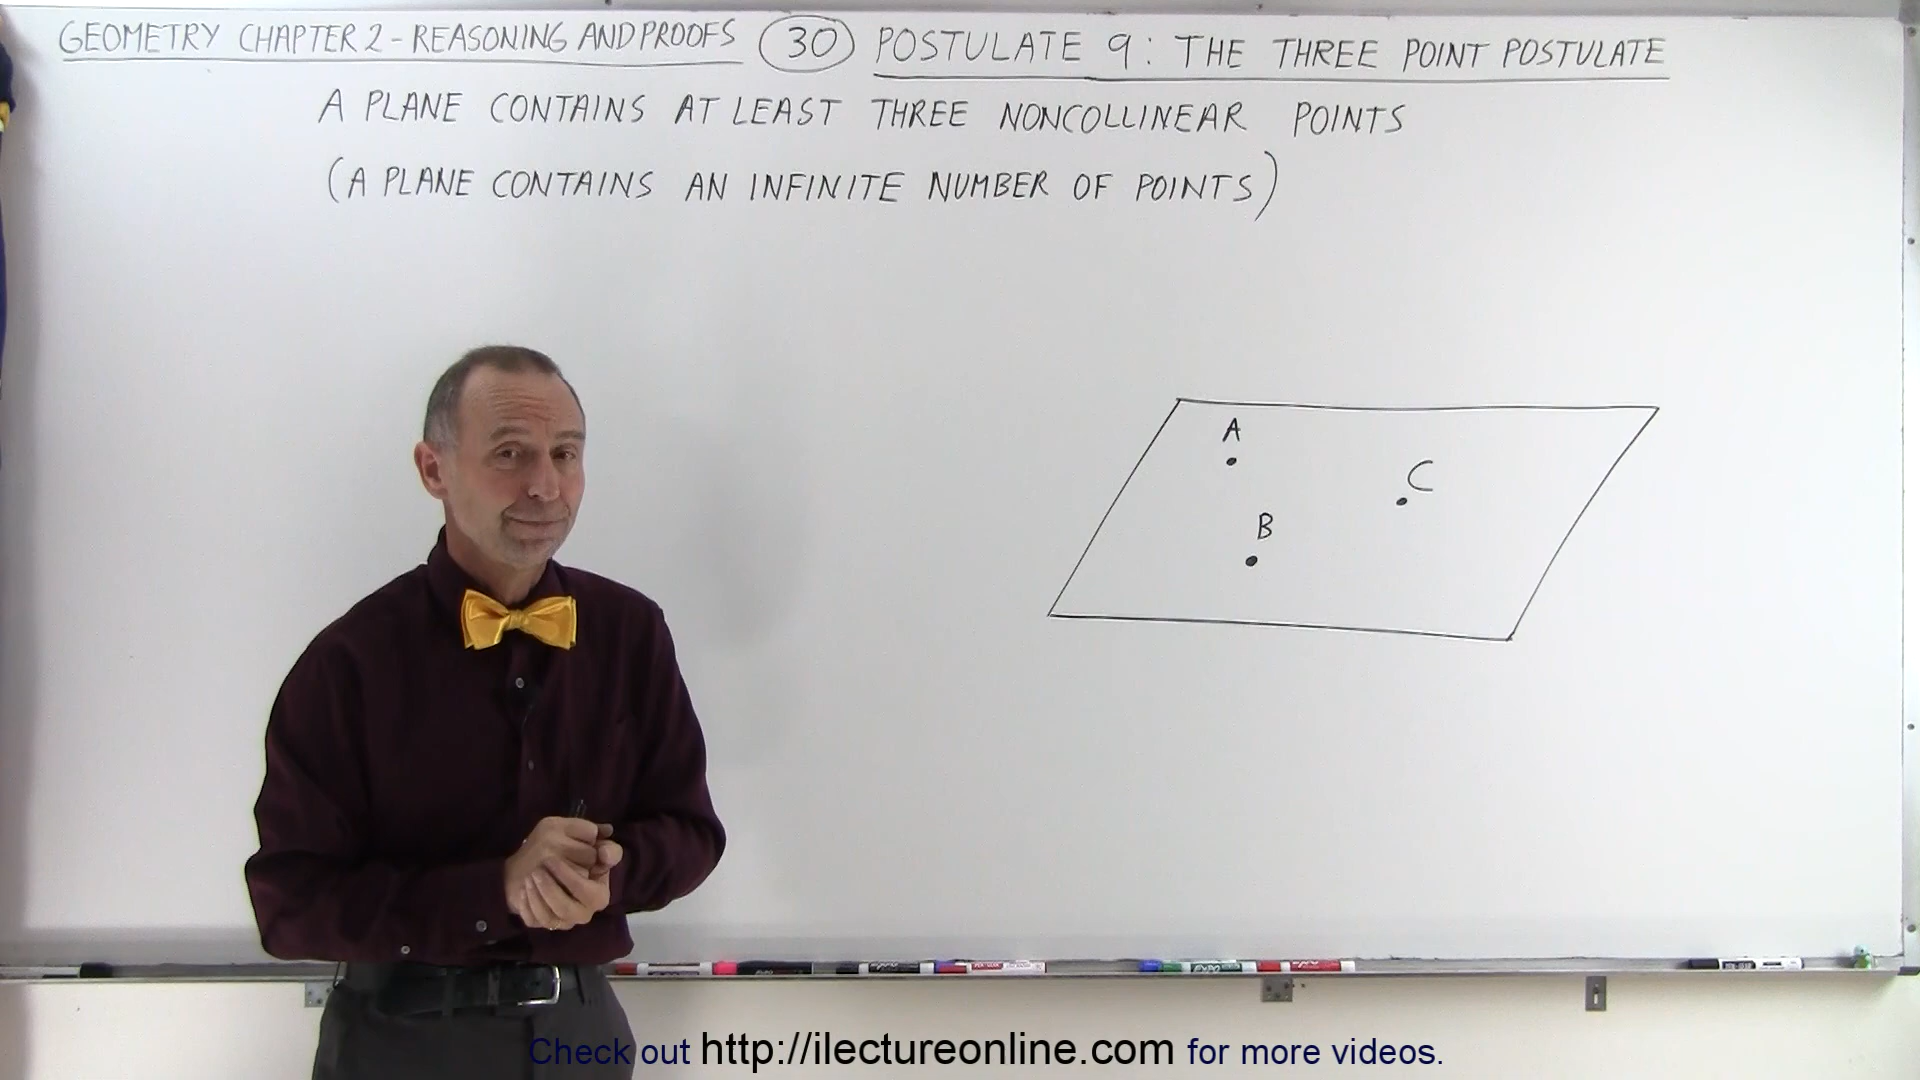 GEOMETRY CHAPTER 2 - REASONING AND PROOFS 30 POSTULATE 9: THE THREE POINT POSTULATE
A PLANE CONTAINS AT LEAST THREE NONCOLLINEAR POINTS
(A PLANE CONTAINS AN INFINITE NUMBER OF POINTS)
A
C
B
Check out http://ilectureonline.com for more videos.